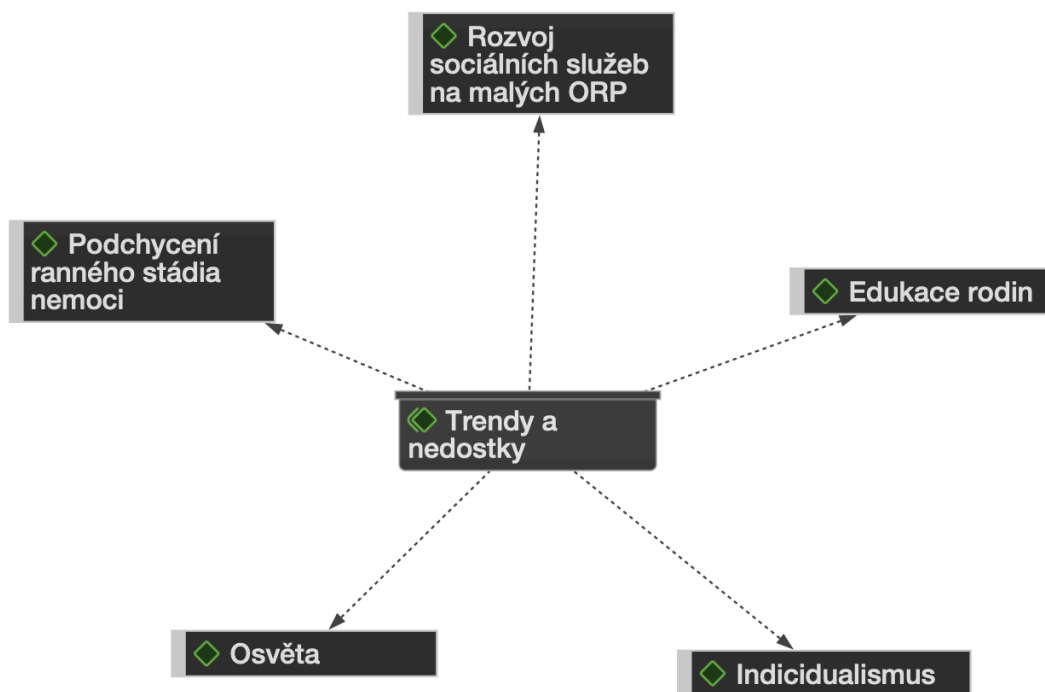 Rozvoj
sociálních služeb
na malých ORP
Podchycení
ranného stádia
nemoci
Edukace rodin
Trendy a
nedostky
Osvěta
Indicidualismus